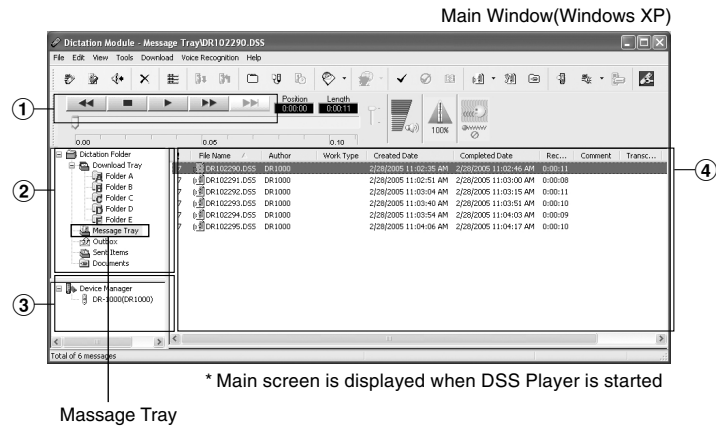 Main Window(Windows XP)
Dictation Module - Message Tray\DR102290.DSS
File Edit View Tools Download Voice Recognition Help
1
Position Length
0:00:00 0:00:11
100%
0.00 0.05 0.10
2
Dictation Folder
Download Tray
Folder A
Folder B
Folder C
Folder D
Folder E
Message Tray
Outbox
Sent Items
Documents
3
Device Manager
DR-1000(DR1000)
! File Name / Author Work Type Created Date Completed Date Rec... Comment Transc...
7 DR102290.DSS DR1000 2/28/2005 11:02:35 AM 2/28/2005 11:02:46 AM 0:00:11
7 DR102291.DSS DR1000 2/28/2005 11:02:51 AM 2/28/2005 11:03:00 AM 0:00:08
7 DR102292.DSS DR1000 2/28/2005 11:03:04 AM 2/28/2005 11:03:15 AM 0:00:11
7 DR102293.DSS DR1000 2/28/2005 11:03:40 AM 2/28/2005 11:03:51 AM 0:00:10
7 DR102294.DSS DR1000 2/28/2005 11:03:54 AM 2/28/2005 11:04:03 AM 0:00:09
7 DR102295.DSS DR1000 2/28/2005 11:04:06 AM 2/28/2005 11:04:17 AM 0:00:10
4
Total of 6 messages
* Main screen is displayed when DSS Player is started
Massage Tray